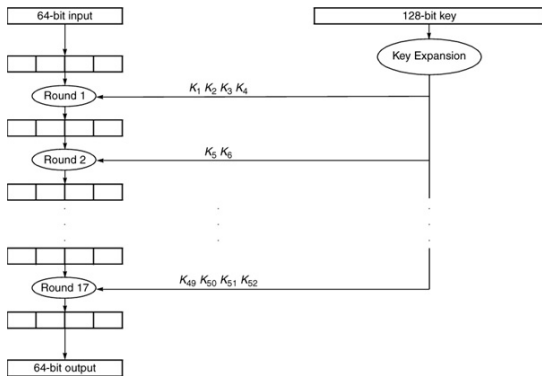 64-bit input
128-bit key
Key Expansion
Round 1
K1 K2 K3 K4
Round 2
K5 K6
Round 17
K49 K50 K51 K52
64-bit output